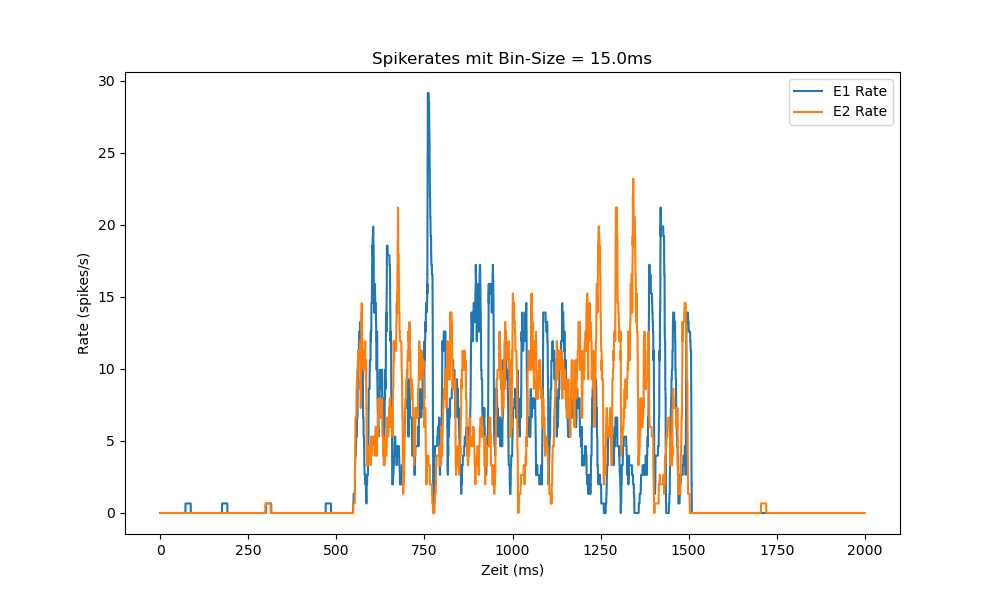 Spikerates mit Bin-Size = 15.0ms
E1 Rate
E2 Rate
30
25
20
15
10
5
0
Rate (spikes/s)
0 250 500 750 1000 1250 1500 1750 2000
Zeit (ms)